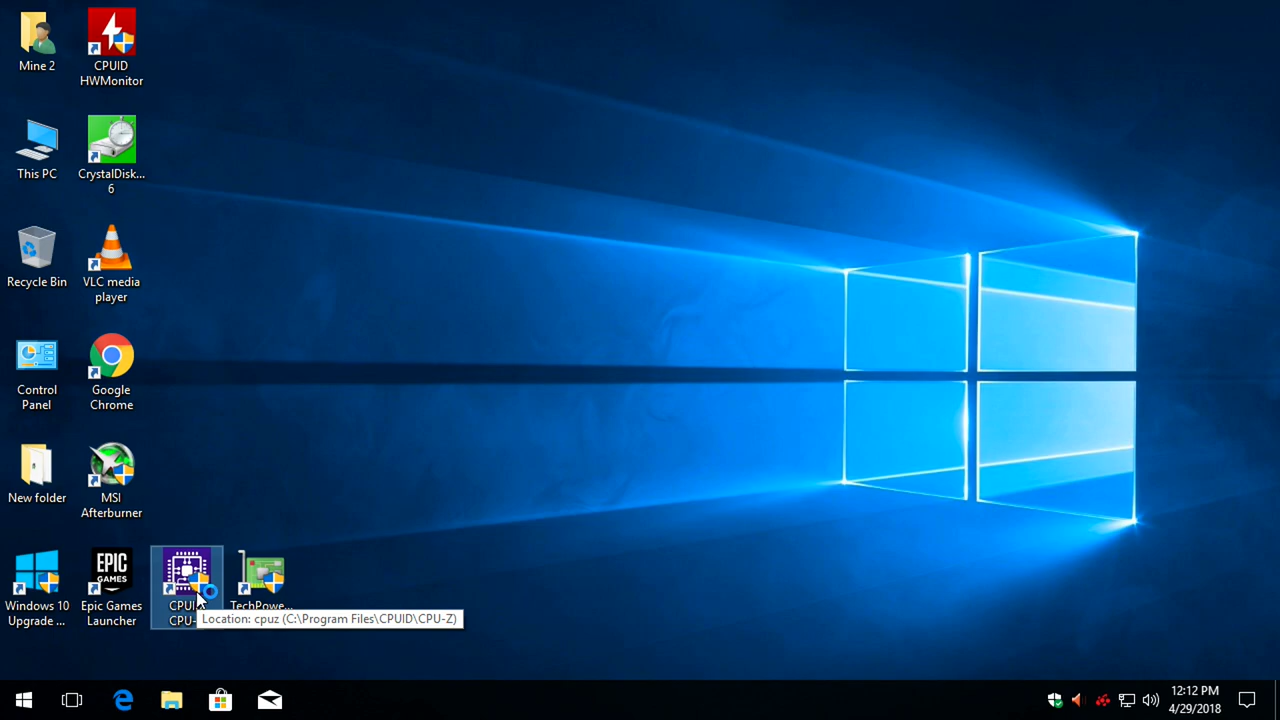 Mine 2
CPUID
HWMonitor
This PC
CrystalDisk...
6
Recycle Bin
VLC media
player
Control
Panel
Google
Chrome
New folder
MSI
Afterburner
Windows 10
Upgrade ...
EPIC
GAMES
Epic Games
Launcher
CPUID
CPU-
TechPowe...
Location: cpuz (C:\Program Files\CPUID\CPU-Z)
12:12 PM
4/29/2018